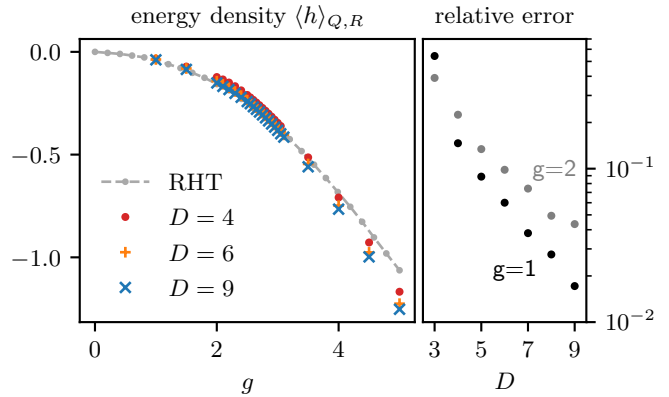 energy density ⟨h⟩Q,R
relative error
0.0
−0.5
−1.0
RHT
D = 4
D = 6
D = 9
0
2
4
g
g=2
g=1
10⁻¹
10⁻²
3
5
7
9
D